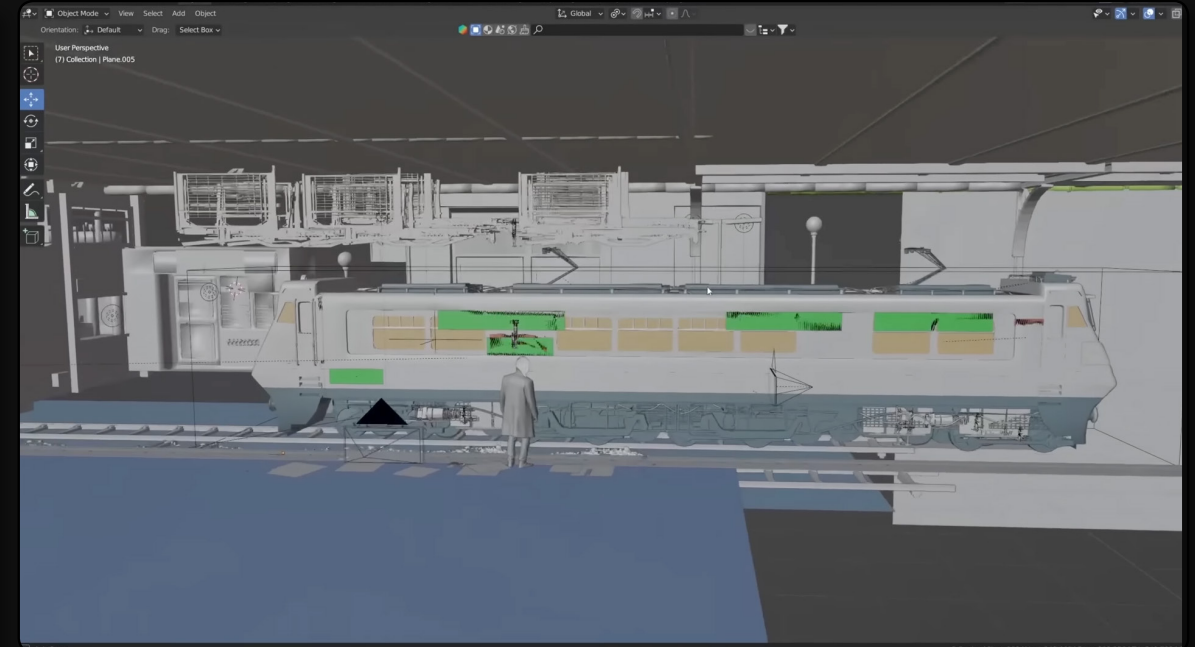 Object Mode View Select Add Object Global
Orientation: Default Drag: Select Box
User Perspective
(7) Collection | Plane.005